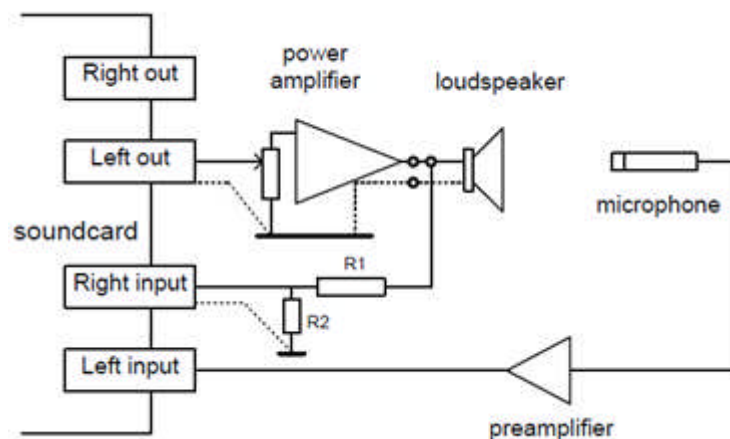 Right out
power
amplifier
loudspeaker
Left out
microphone
soundcard
Right input
R1
R2
Left input
preamplifier